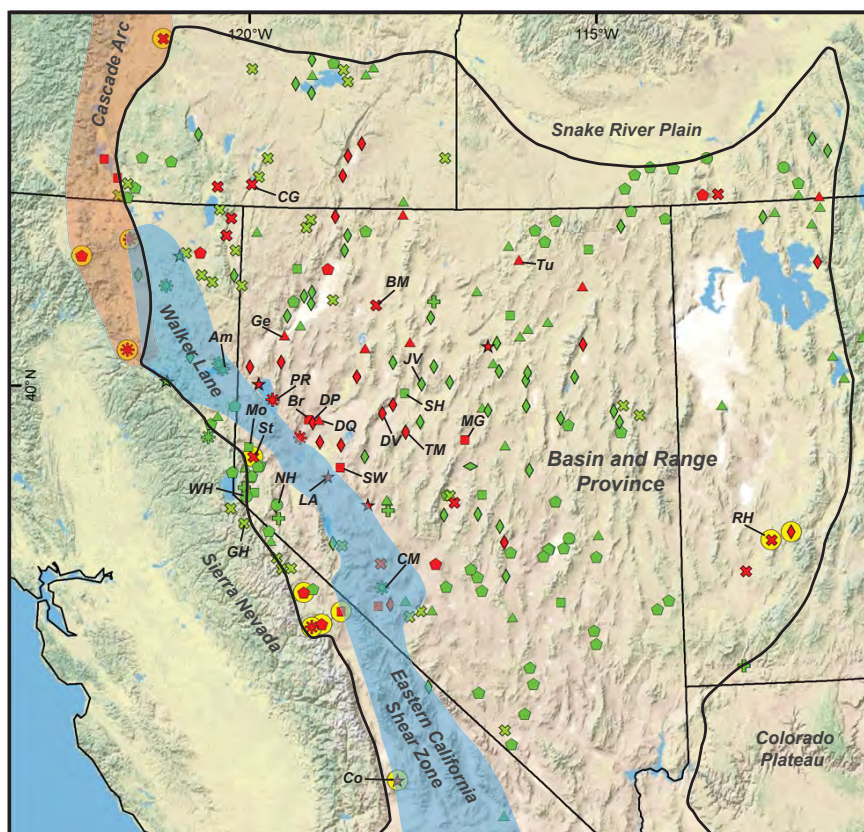 120°W
115°W
Cascade Arc
Snake River Plain
CG
Tu
BM
Walker Lane
Ge
Am
JV
40°N
PR
Mo
Br
DP
SH
St
DQ
MG
DV
TM
Basin and Range
Province
SW
WH
NH
LA
RH
GH
CM
Sierra Nevada
Eastern California
Shear Zone
Colorado
Plateau
Co